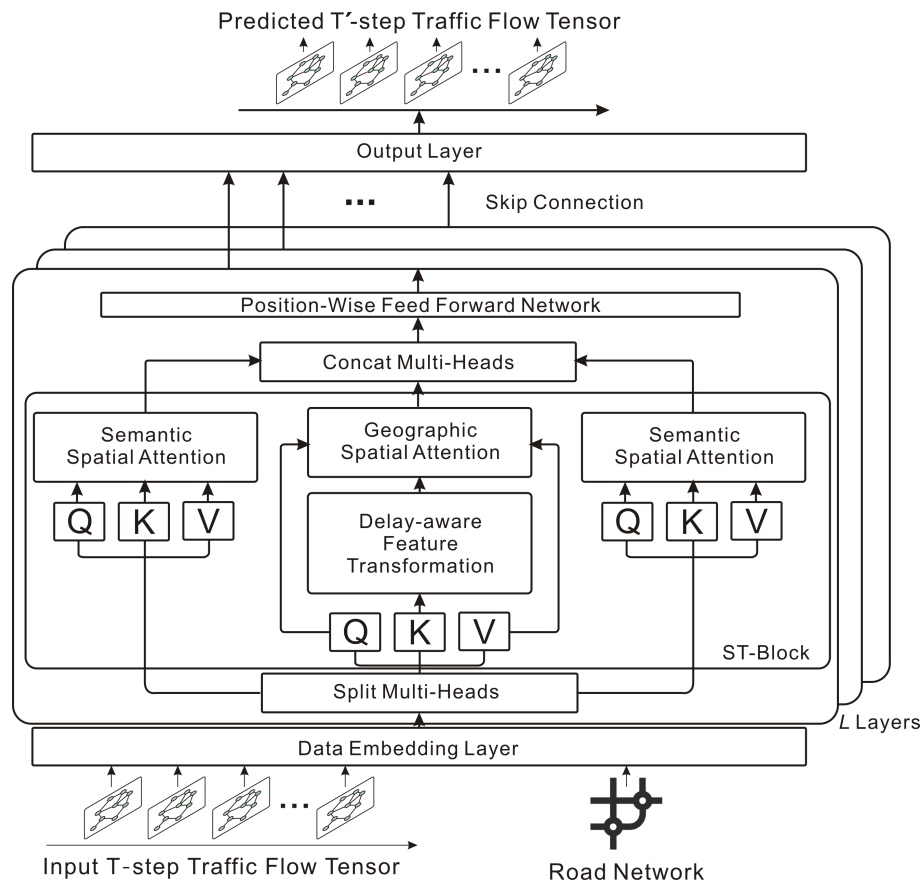 Predicted T′-step Traffic Flow Tensor
...
Output Layer
...
Skip Connection
Position-Wise Feed Forward Network
Concat Multi-Heads
Semantic
Spatial Attention
Geographic
Spatial Attention
Semantic
Spatial Attention
Q K V
Delay-aware
Feature
Transformation
Q K V
Q K V
ST-Block
Split Multi-Heads
L Layers
Data Embedding Layer
...
Input T-step Traffic Flow Tensor
Road Network